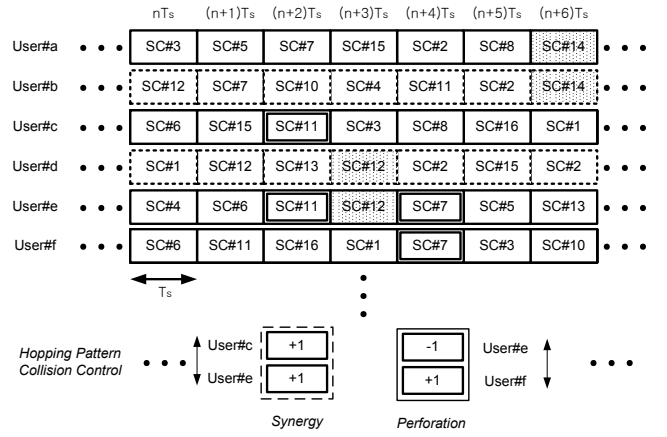 nTs (n+1)Ts (n+2)Ts (n+3)Ts (n+4)Ts (n+5)Ts (n+6)Ts
User#a SC#3 SC#5 SC#7 SC#15 SC#2 SC#8 SC#14
User#b SC#12 SC#7 SC#10 SC#4 SC#11 SC#2 SC#14
User#c SC#6 SC#15 SC#11 SC#3 SC#8 SC#16 SC#1
User#d SC#1 SC#12 SC#13 SC#12 SC#2 SC#15 SC#2
User#e SC#4 SC#6 SC#11 SC#12 SC#7 SC#5 SC#13
User#f SC#6 SC#11 SC#16 SC#1 SC#7 SC#3 SC#10
Ts
Hopping Pattern
Collision Control
User#c +1
User#e +1
Synergy
-1 User#e
+1 User#f
Perforation